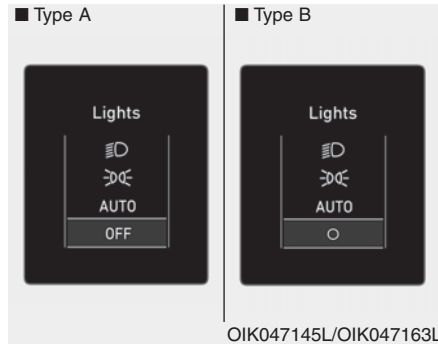 ■ Type A
■ Type B
Lights
AUTO
OFF
Lights
AUTO
O
OIK047145L/OIK047163L